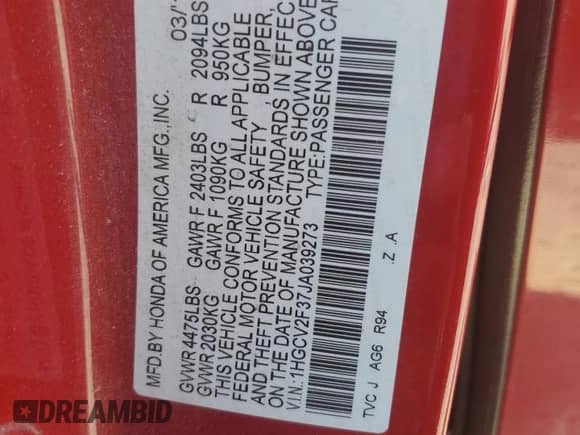 MFD.BY HONDA OF AMERICA MFG.,INC. 03/
GVWR 4475LBS GAWR F 2403LBS R 2094LBS
GVWR 2030KG GAWR F 1090KG R 950KG
THIS VEHICLE CONFORMS TO ALL APPLICABLE
FEDERAL MOTOR VEHICLE SAFETY , BUMPER,
AND THEFT PREVENTION STANDARDS IN EFFEC
ON THE DATE OF MANUFACTURE SHOWN ABOVE
V.I.N.:1HGCV2F37JA039273 TYPE:PASSENGER CAR
TVC J AG6 R94 .Z .A
DREAMBID